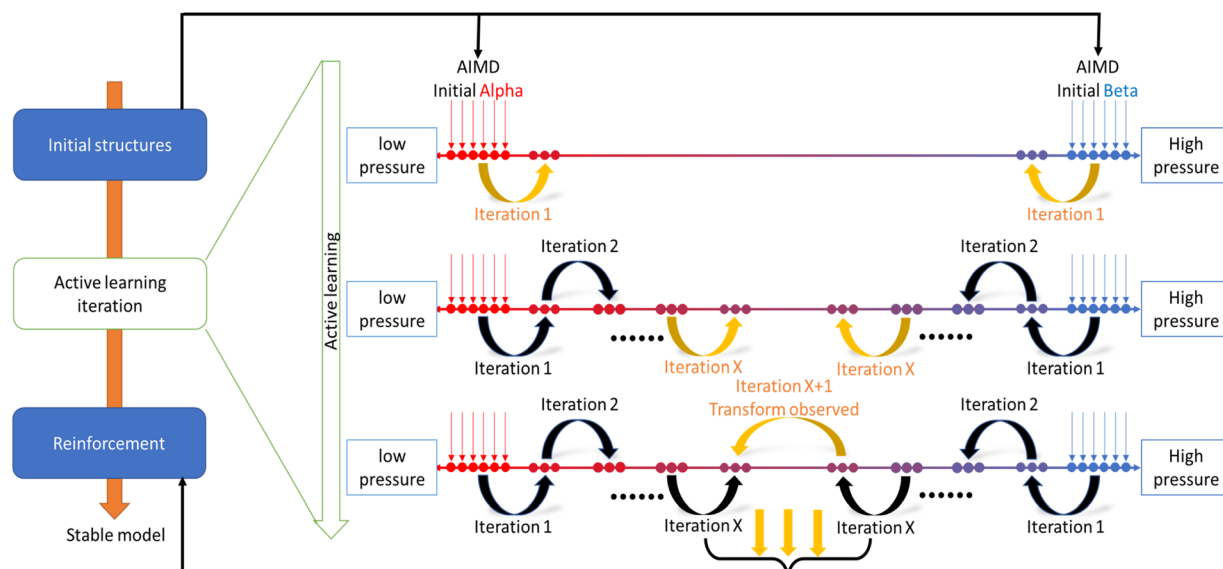 AIMD
Initial Alpha
AIMD
Initial Beta
Initial structures
low
pressure
High
pressure
Iteration 1
Iteration 1
Active learning
iteration
Active learning
Iteration 2
Iteration 2
low
pressure
High
pressure
Iteration 1
Iteration X
Iteration X
Iteration 1
Iteration X+1
Transform observed
Reinforcement
Iteration 2
Iteration 2
low
pressure
High
pressure
Iteration 1
Iteration X
Iteration X
Iteration 1
Stable model